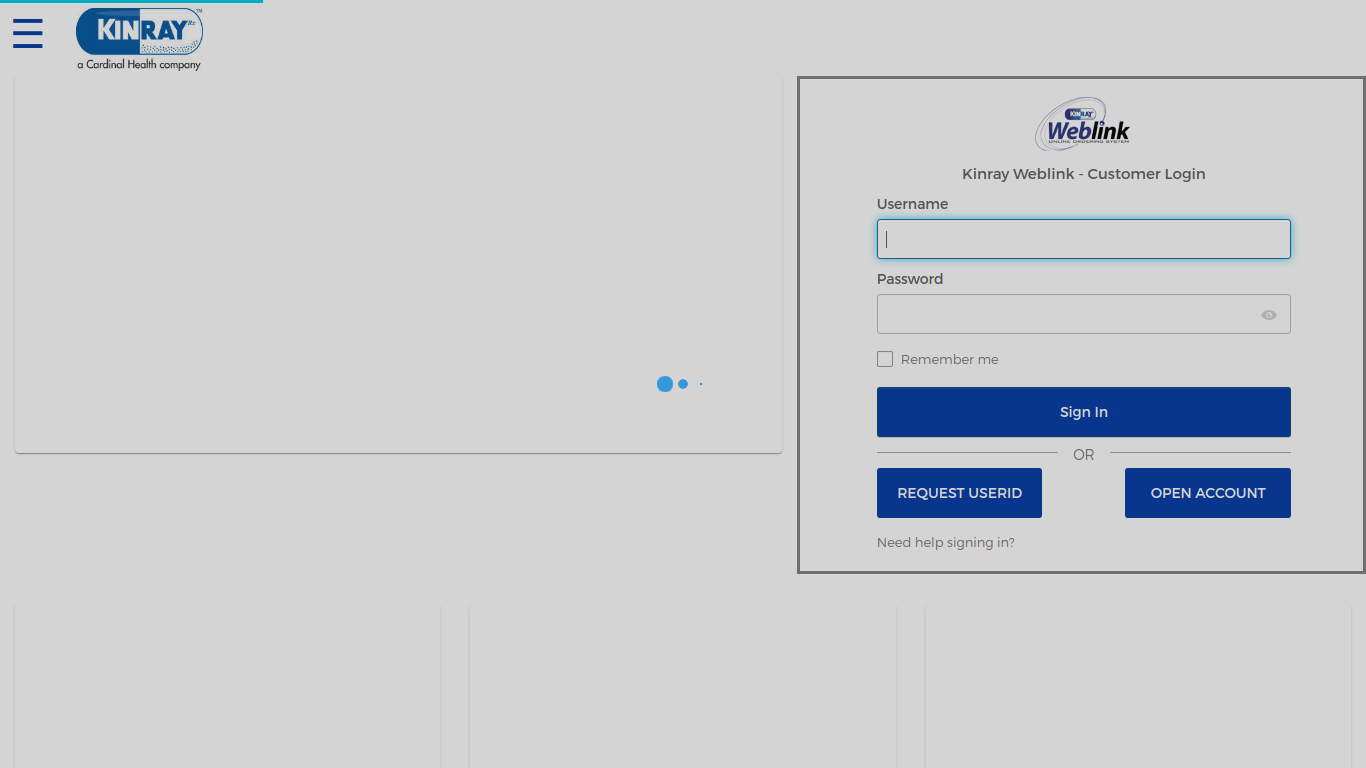 KINRAY Rx ™
a Cardinal Health company
KINRAY
Weblink
ONLINE ORDERING SYSTEM
Kinray Weblink - Customer Login
Username
Password
Remember me
Sign In
OR
REQUEST USERID
OPEN ACCOUNT
Need help signing in?